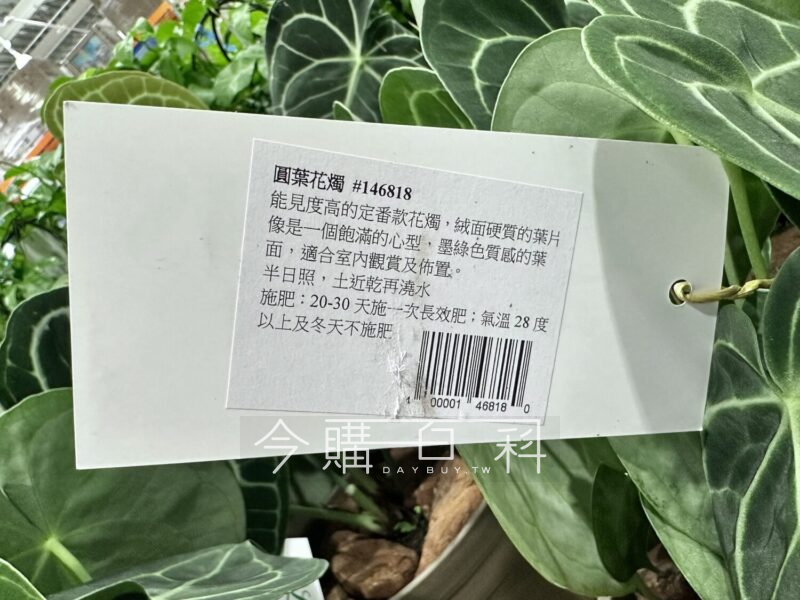 圓葉花燭 #146818
能見度高的定番款花燭，絨面硬質的葉片
像是一個飽滿的心型、墨綠色質感的葉
面，適合室內觀賞及佈置。
半日照，土近乾再澆水
施肥：20-30 天施一次長效肥；氣溫 28 度
以上及冬天不施肥
4 00001 46818 0
今購百科
DAYBUY.TW